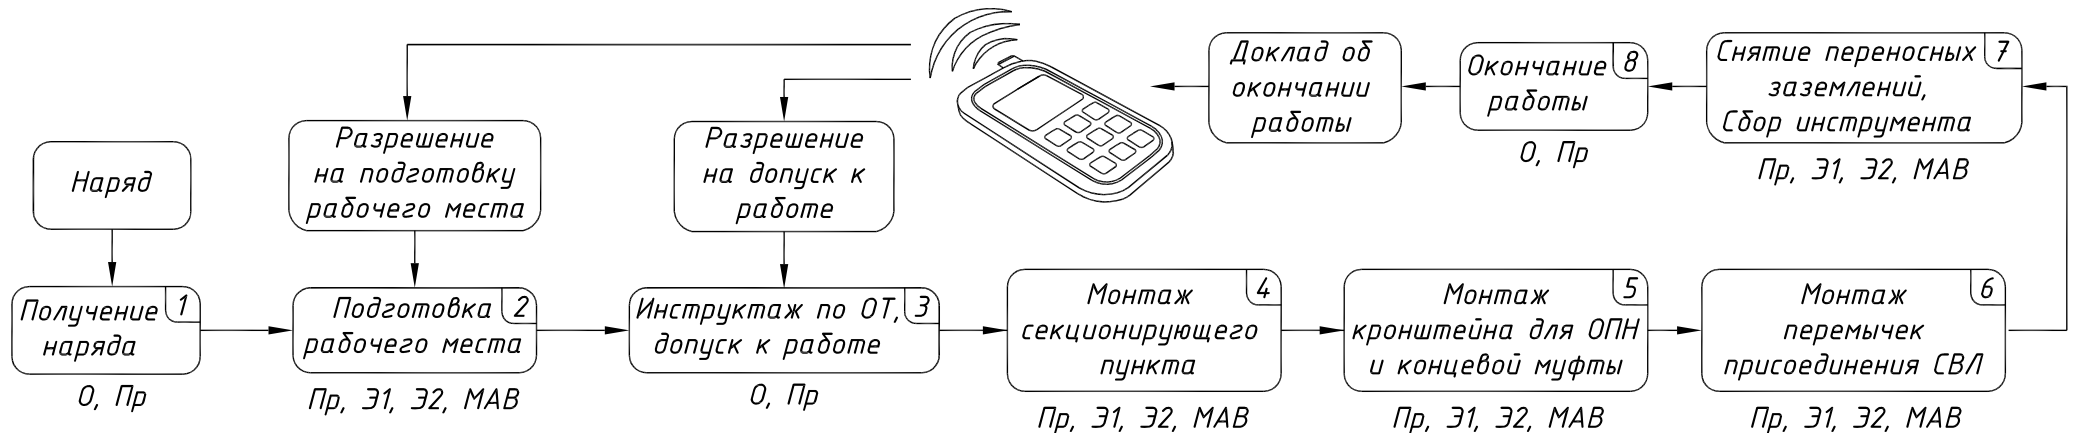 Наряд
Получение 1
наряда
О, Пр
Разрешение
на подготовку
рабочего места
Подготовка 2
рабочего места
Пр, Э1, Э2, МАВ
Разрешение
на допуск к
работе
Инструктаж по ОТ, 3
допуск к работе
О, Пр
Монтаж 4
секционирующего
пункта
Пр, Э1, Э2, МАВ
Монтаж 5
кронштейна для ОПН
и концевой муфты
Пр, Э1, Э2, МАВ
Монтаж 6
перемычек
присоединения СВЛ
Пр, Э1, Э2, МАВ
Снятие переносных 7
заземлений,
Сбор инструмента
Пр, Э1, Э2, МАВ
Окончание 8
работы
О, Пр
Доклад об
окончании
работы